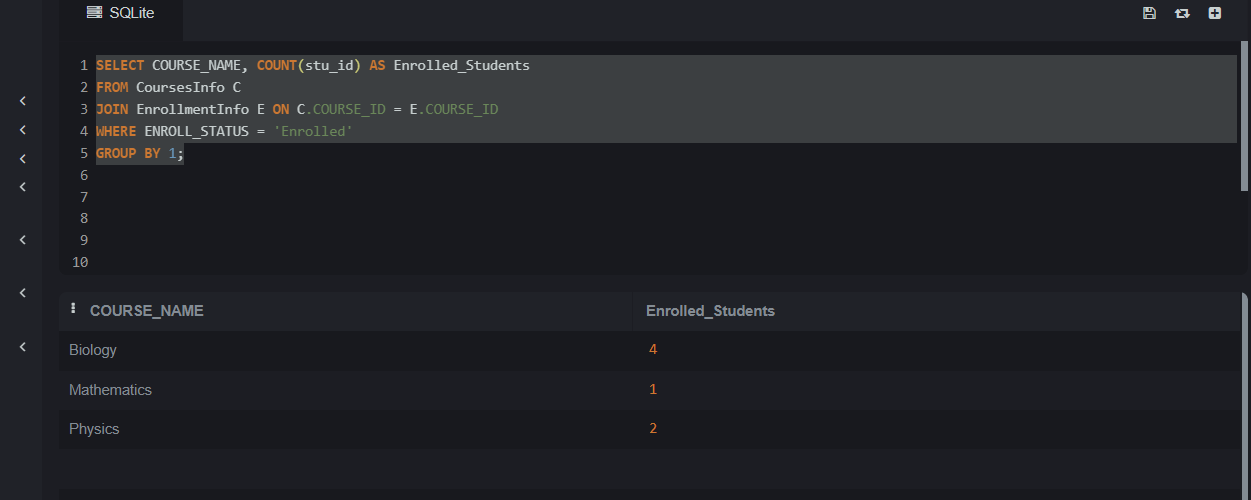 SQLite
1 SELECT COURSE_NAME, COUNT(stu_id) AS Enrolled_Students
2 FROM CoursesInfo C
3 JOIN EnrollmentInfo E ON C.COURSE_ID = E.COURSE_ID
4 WHERE ENROLL_STATUS = 'Enrolled'
5 GROUP BY 1;
6
7
8
9
10
COURSE_NAME Enrolled_Students
Biology 4
Mathematics 1
Physics 2